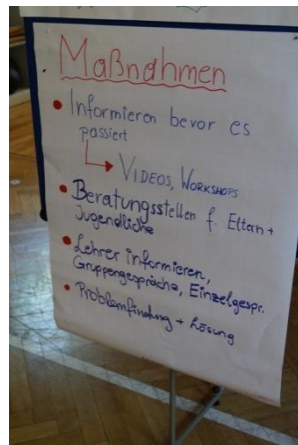 Maßnahmen
• Informieren bevor es
passiert
↳ VIDEOS, WORKSHOPS
• Beratungsstellen f. Eltern +
Jugendliche
• Lehrer informieren,
Gruppengespräche, Einzelgespr.
• Problemfindung + Lösung